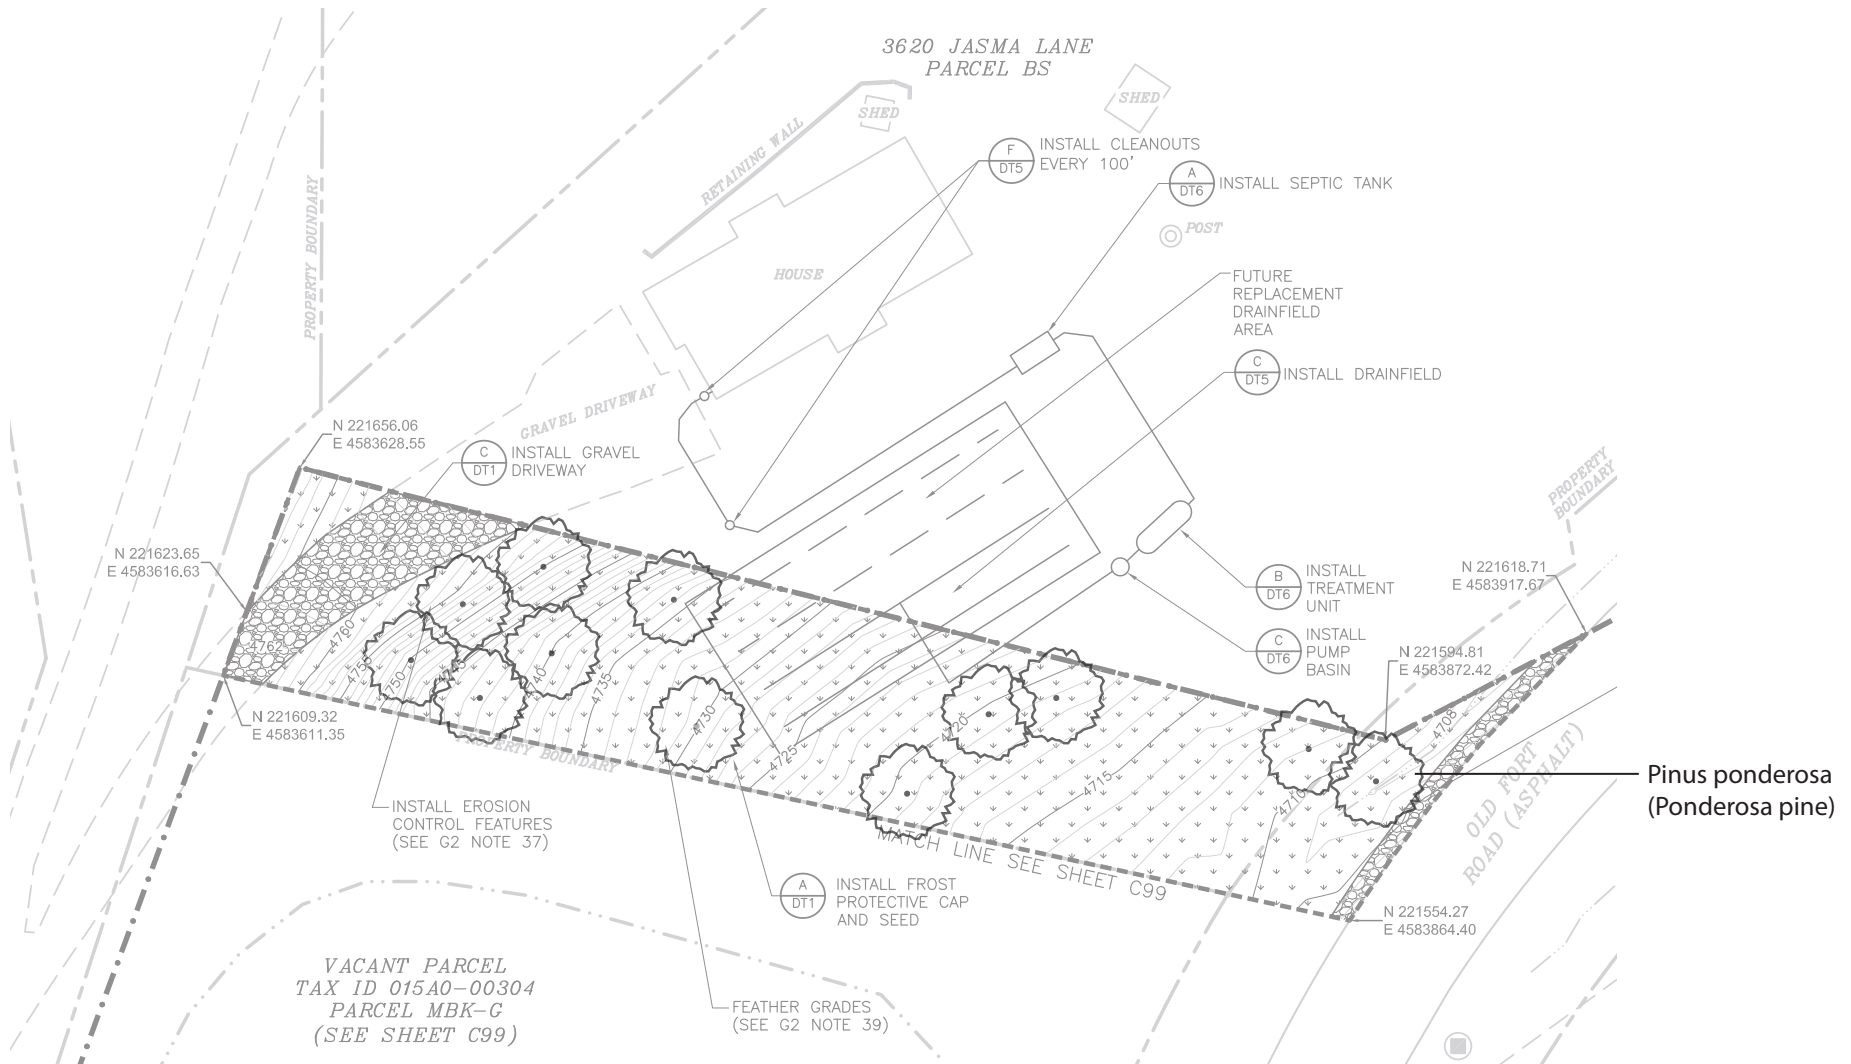 3620 JASMA LANE
PARCEL BS
SHED
SHED
RETAINING WALL
F
DT5
INSTALL CLEANOUTS
EVERY 100'
A
DT6
INSTALL SEPTIC TANK
POST
PROPERTY BOUNDARY
HOUSE
FUTURE
REPLACEMENT
DRAINFIELD
AREA
C
DT5
INSTALL DRAINFIELD
GRAVEL DRIVEWAY
N 221656.06
E 4583628.55
C
DT1
INSTALL GRAVEL
DRIVEWAY
PROPERTY
BOUNDARY
N 221623.65
E 4583616.63
B
DT6
INSTALL
TREATMENT
UNIT
N 221618.71
E 4583917.67
C
DT6
INSTALL
PUMP
BASIN
N 221594.81
E 4583872.42
4762
4760
4755
4750
4745
4740
4735
4730
4725
4720
4715
4710
4708
N 221609.32
E 4583611.35
PROPERTY BOUNDARY
OLD FORT
ROAD (ASPHALT)
Pinus ponderosa
(Ponderosa pine)
INSTALL EROSION
CONTROL FEATURES
(SEE G2 NOTE 37)
MATCH LINE SEE SHEET C99
A
DT1
INSTALL FROST
PROTECTIVE CAP
AND SEED
N 221554.27
E 4583864.40
VACANT PARCEL
TAX ID 015A0-00304
PARCEL MBK-G
(SEE SHEET C99)
FEATHER GRADES
(SEE G2 NOTE 39)